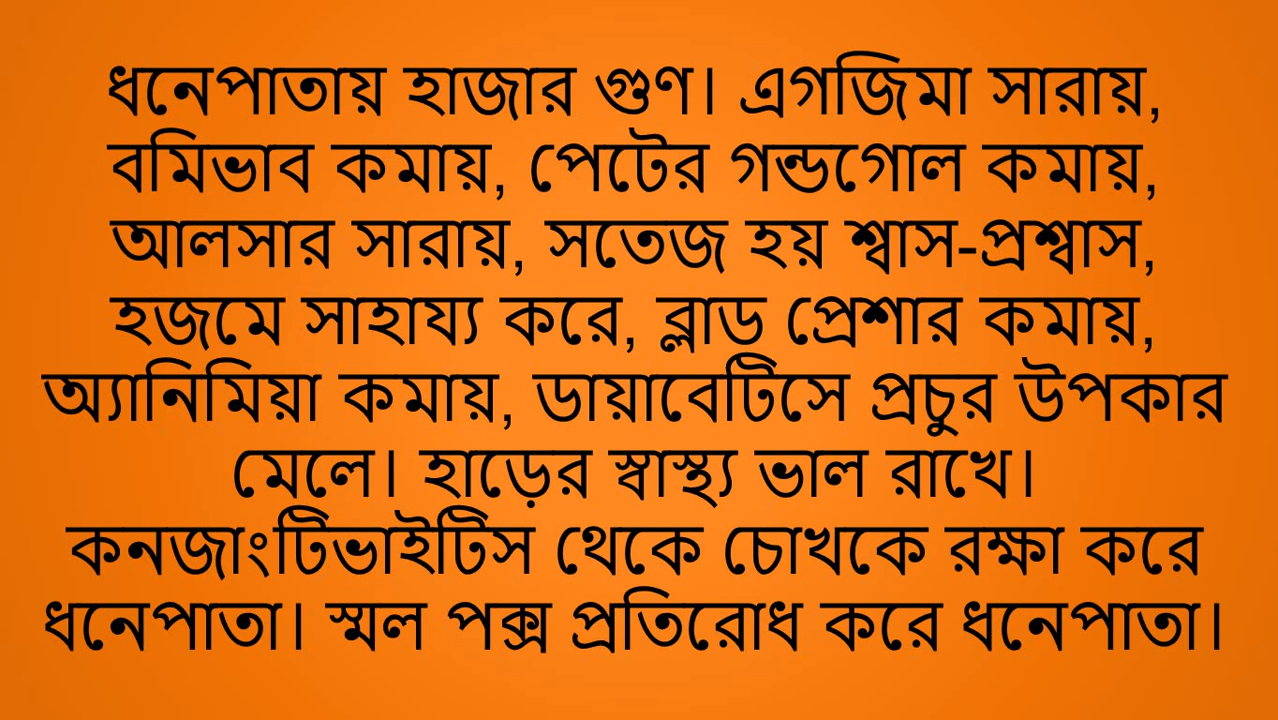 ধনেপাতায় হাজার গুণ। এগজিমা সারায়,
বমিভাব কমায়, পেটের গন্ডগোল কমায়,
আলসার সারায়, সতেজ হয় শ্বাস-প্রশ্বাস,
হজমে সাহায্য করে, ব্লাড প্রেশার কমায়,
অ্যানিমিয়া কমায়, ডায়াবেটিসে প্রচুর উপকার
মেলে। হাড়ের স্বাস্থ্য ভাল রাখে।
কনজাংটিভাইটিস থেকে চোখকে রক্ষা করে
ধনেপাতা। স্মল পক্স প্রতিরোধ করে ধনেপাতা।